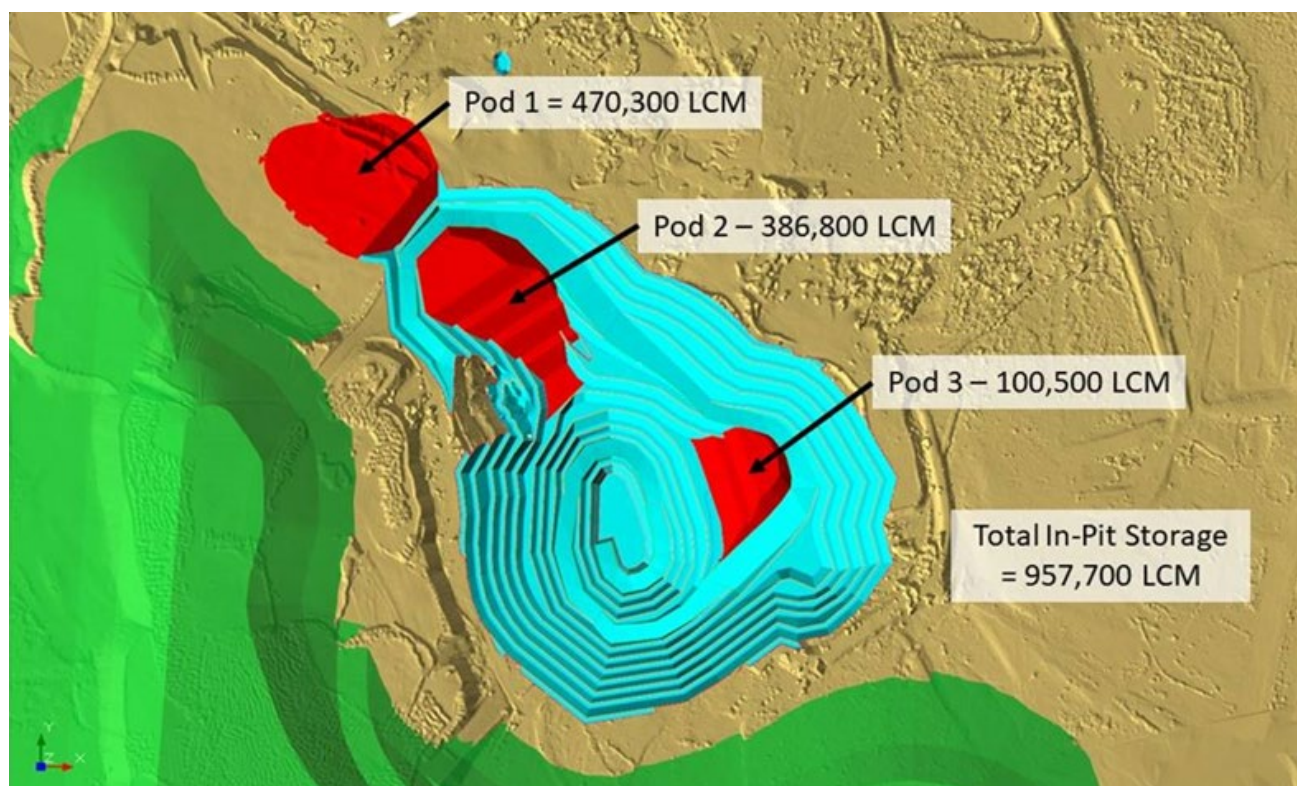 Pod 1 = 470,300 LCM
Pod 2 – 386,800 LCM
Pod 3 – 100,500 LCM
Total In-Pit Storage
= 957,700 LCM
Y
Z
X